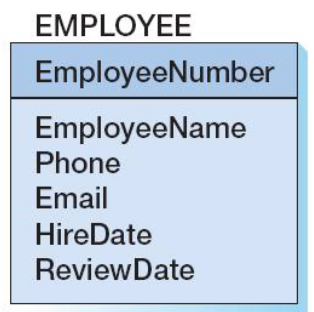 EMPLOYEE
EmployeeNumber
EmployeeName
Phone
Email
HireDate
ReviewDate